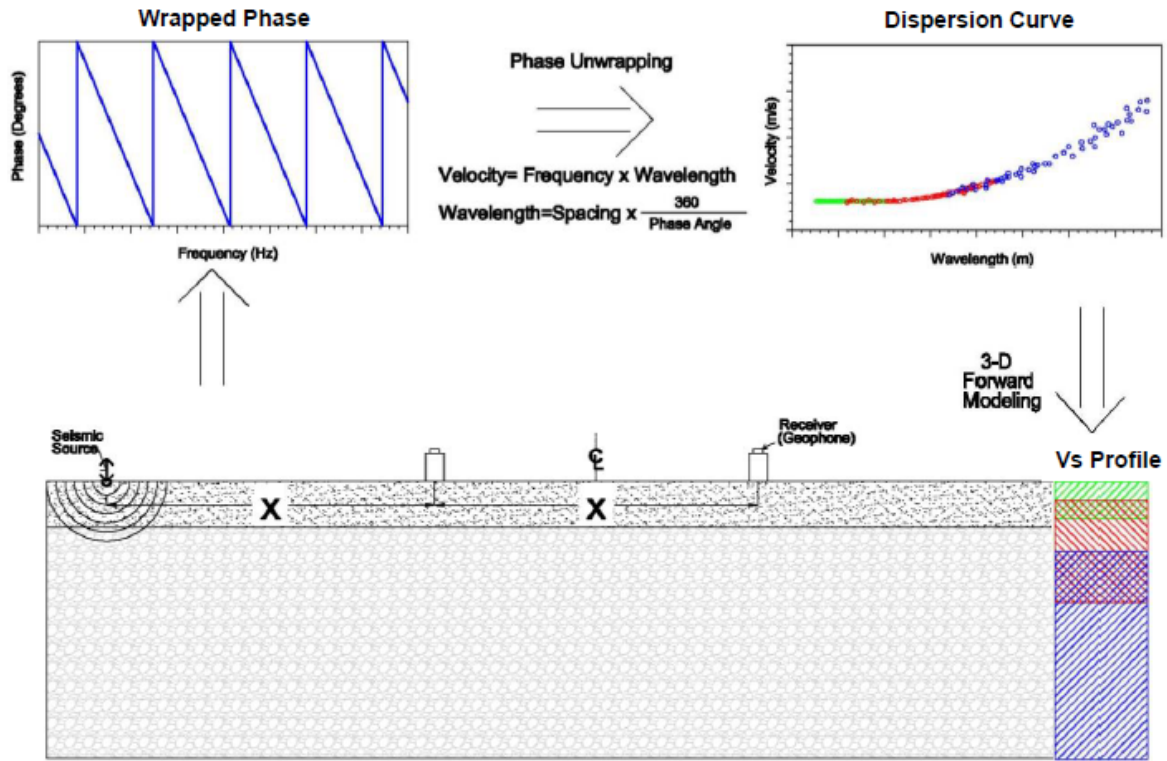 Wrapped Phase
Phase (Degrees)
Frequency (Hz)
Phase Unwrapping
Velocity= Frequency x Wavelength
Wavelength=Spacing x 360
Phase Angle
Dispersion Curve
Velocity (m/s)
Wavelength (m)
3-D
Forward
Modeling
Seismic
Source
Receiver
(Geophone)
℄
X
X
Vs Profile